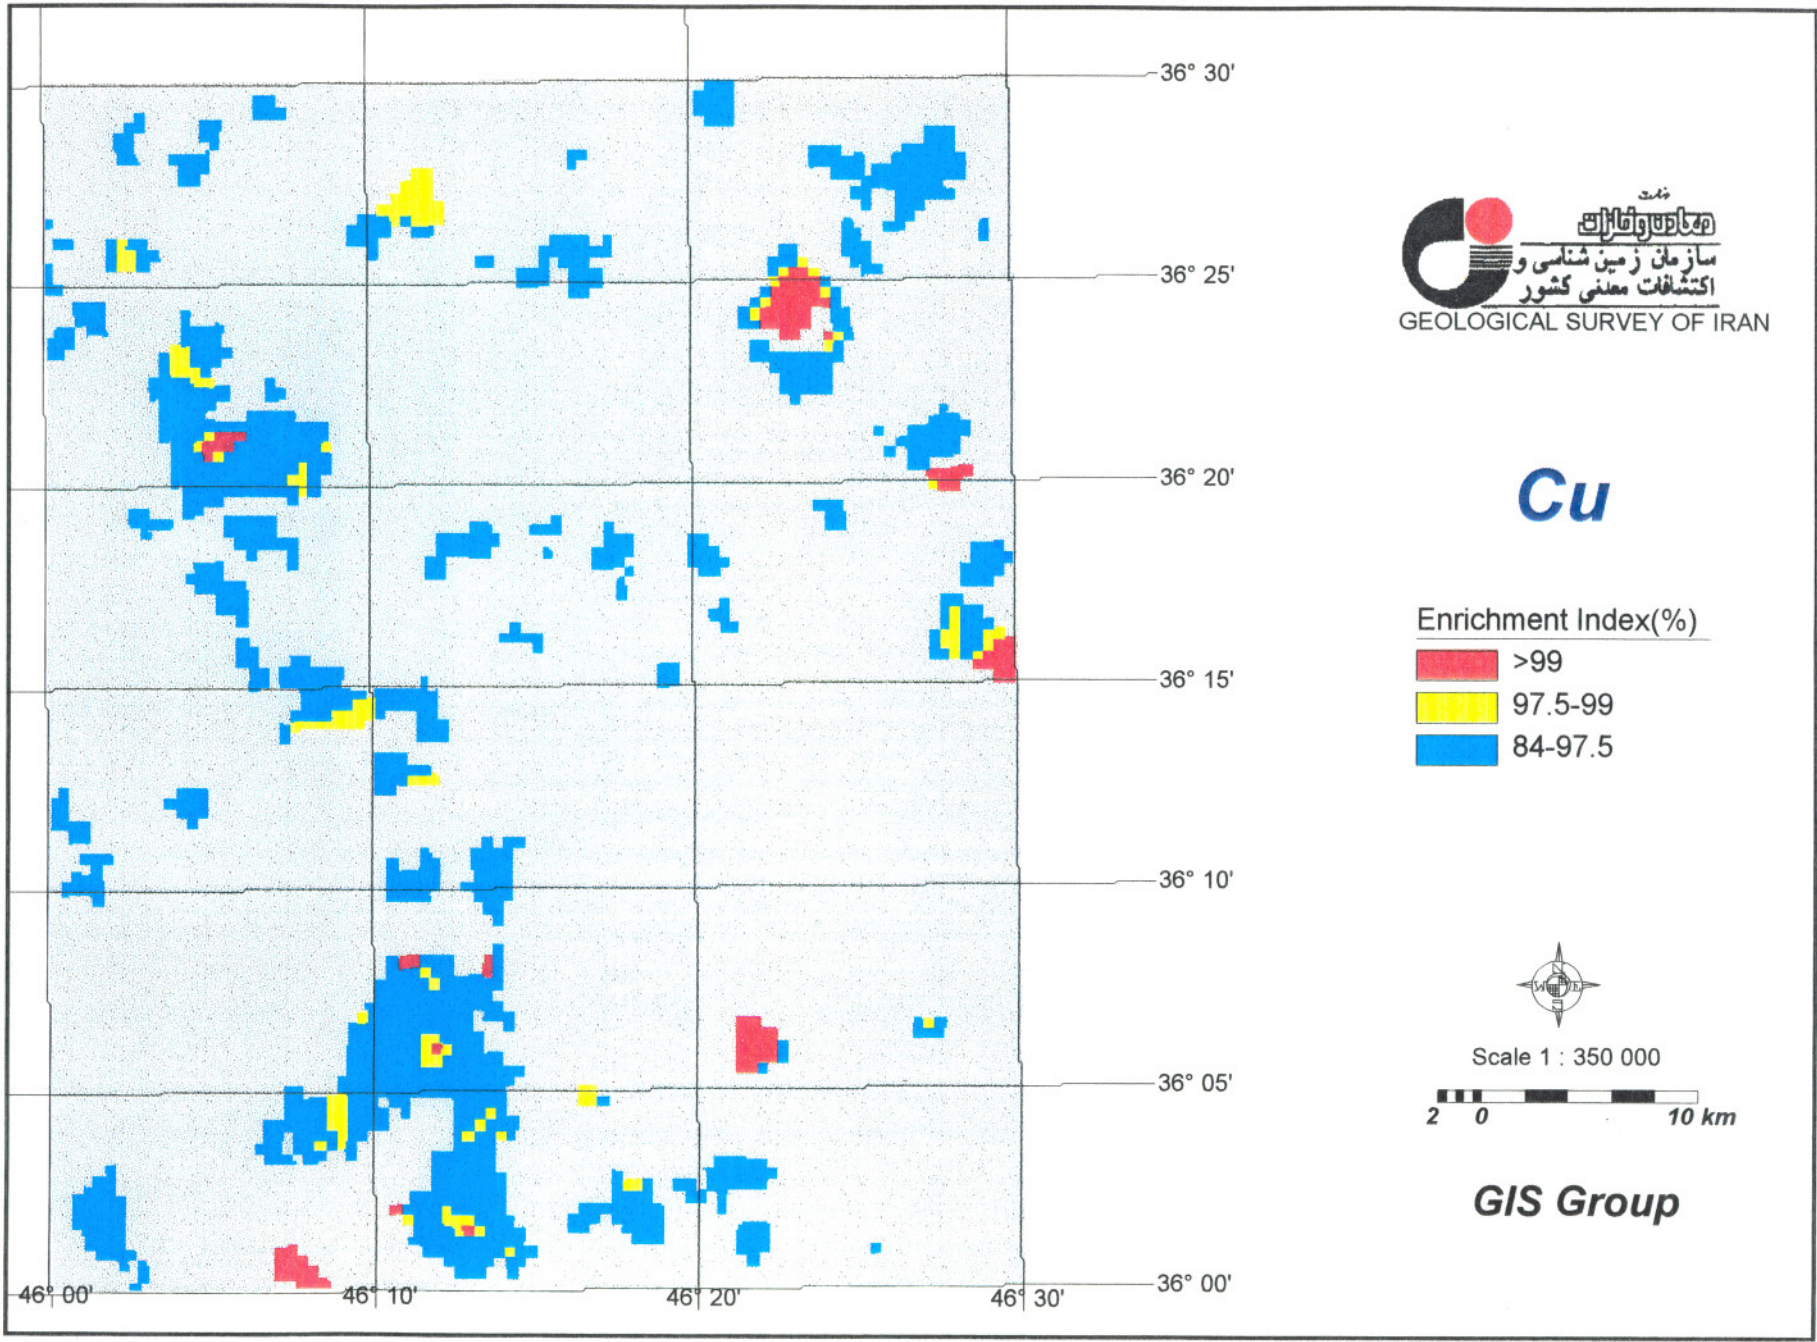 36° 30'
36° 25'
36° 20'
36° 15'
36° 10'
36° 05'
36° 00'
46° 00'
46° 10'
46° 20'
46° 30'
سازمان زمین شناسی و
اکتشافات معدنی کشور
GEOLOGICAL SURVEY OF IRAN
Cu
Enrichment Index(%)
>99
97.5-99
84-97.5
N
W E
Scale 1 : 350 000
2 0 10 km
GIS Group